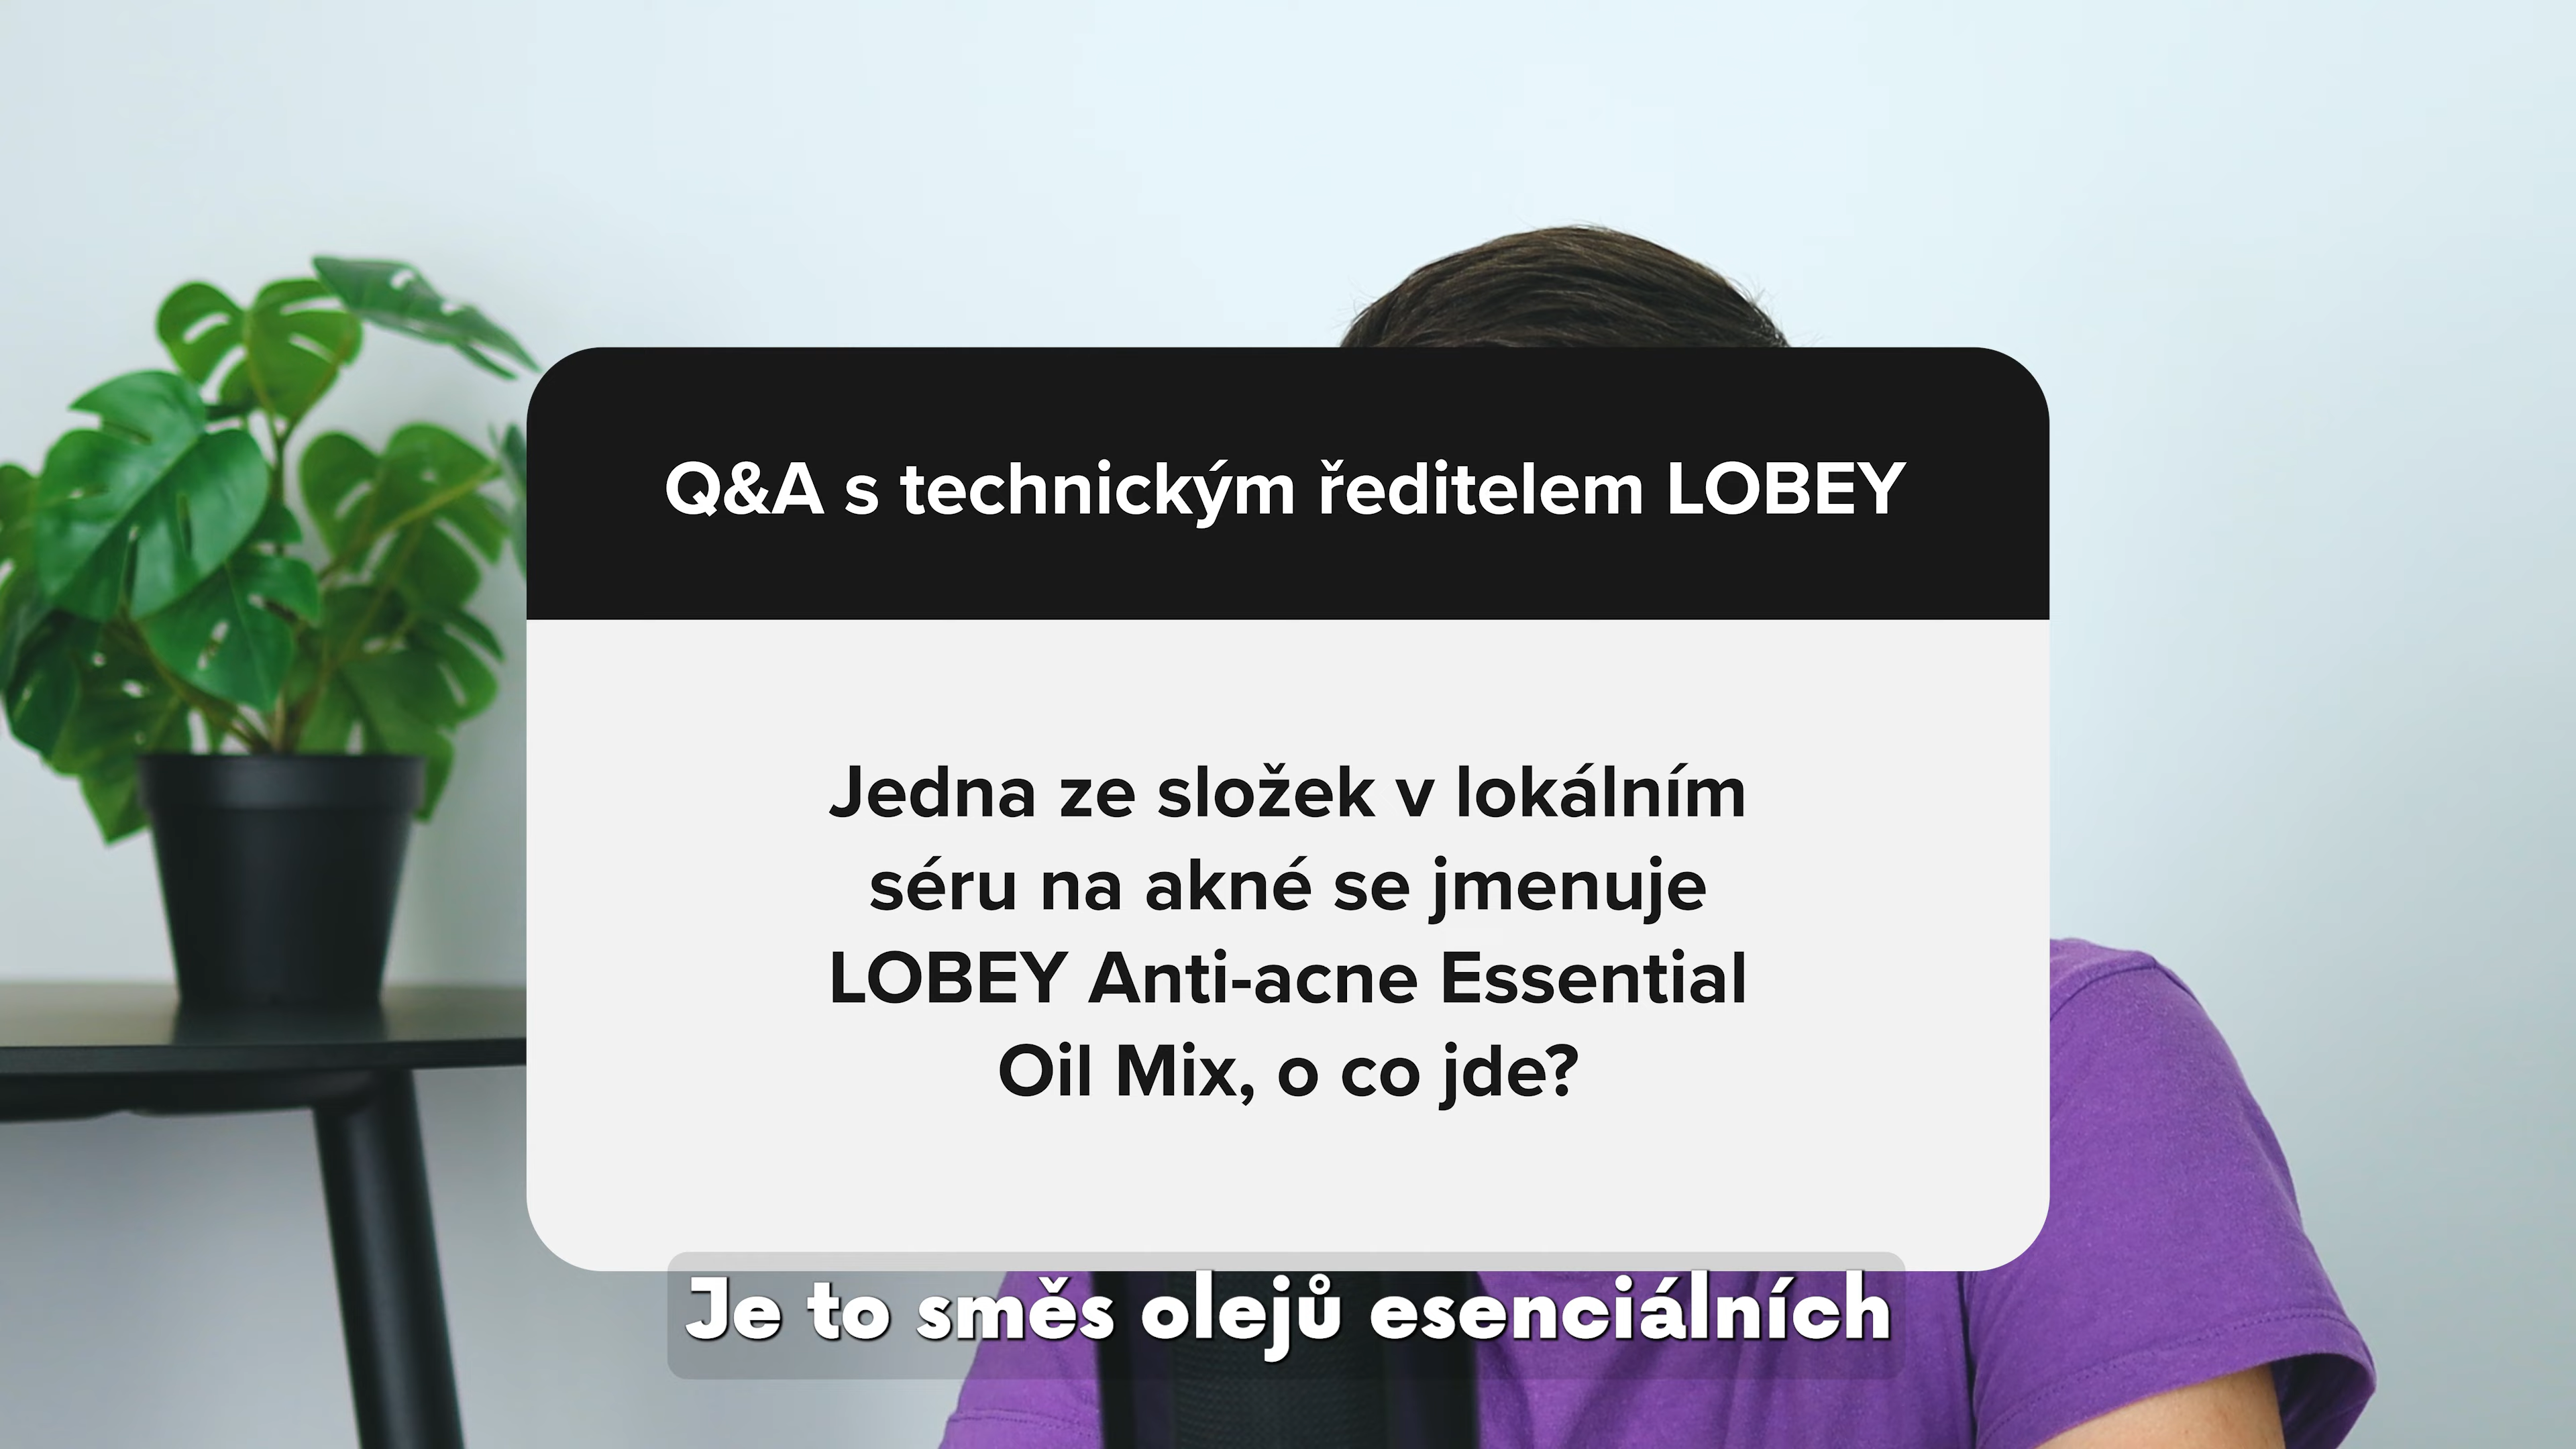 Q&A s technickým ředitelem LOBEY
Jedna ze složek v lokálním
séru na akné se jmenuje
LOBEY Anti-acne Essential
Oil Mix, o co jde?
Je to směs olejů esenciálních